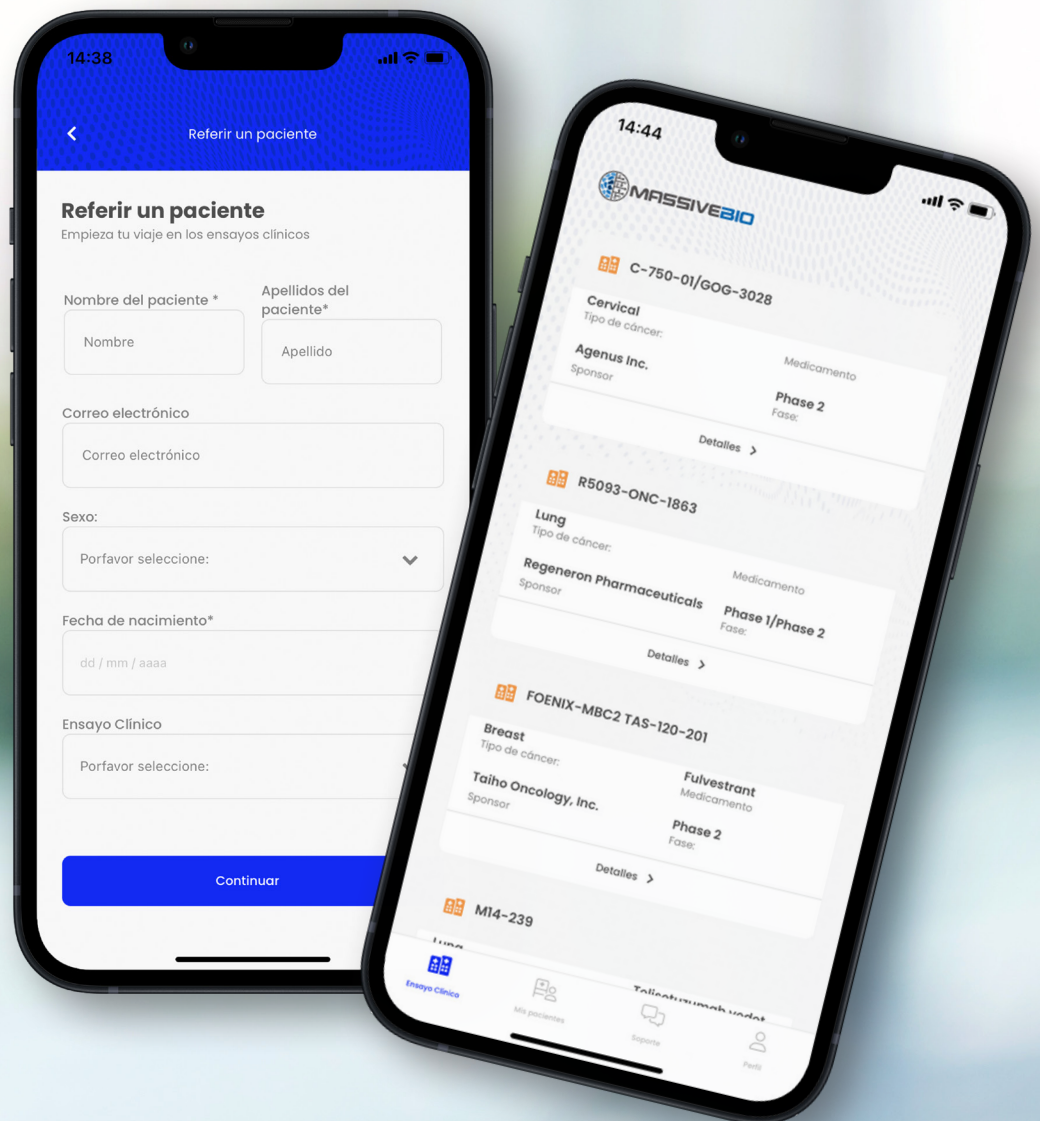 14:38
Referir un paciente
Referir un paciente
Empieza tu viaje en los ensayos clinicos
Nombre del paciente *
Nombre
Apellidos del
paciente*
Apellido
Correo electrónico
Correo electrónico
Sexo:
Porfavor seleccione:
Fecha de nacimiento*
dd / mm / aaaa
Ensayo Clínico
Porfavor seleccione:
Continuar
14:44
MASSIVEBIO
C-750-01/GOG-3028
Cervical
Tipo de cáncer:
Medicamento
Agenus Inc.
Sponsor
Phase 2
Fase:
Detalles
R5093-ONC-1863
Lung
Tipo de cáncer:
Medicamento
Regeneron Pharmaceuticals
Sponsor
Phase 1/Phase 2
Fase:
Detalles
FOENIX-MBC2 TAS-120-201
Breast
Tipo de cáncer:
Fulvestrant
Medicamento
Taiho Oncology, Inc.
Sponsor
Phase 2
Fase:
Detalles
M14-239
Lung
Telisotuzumab vedot
Ensayo Clínico
Mis pacientes
Soporte
Perfil